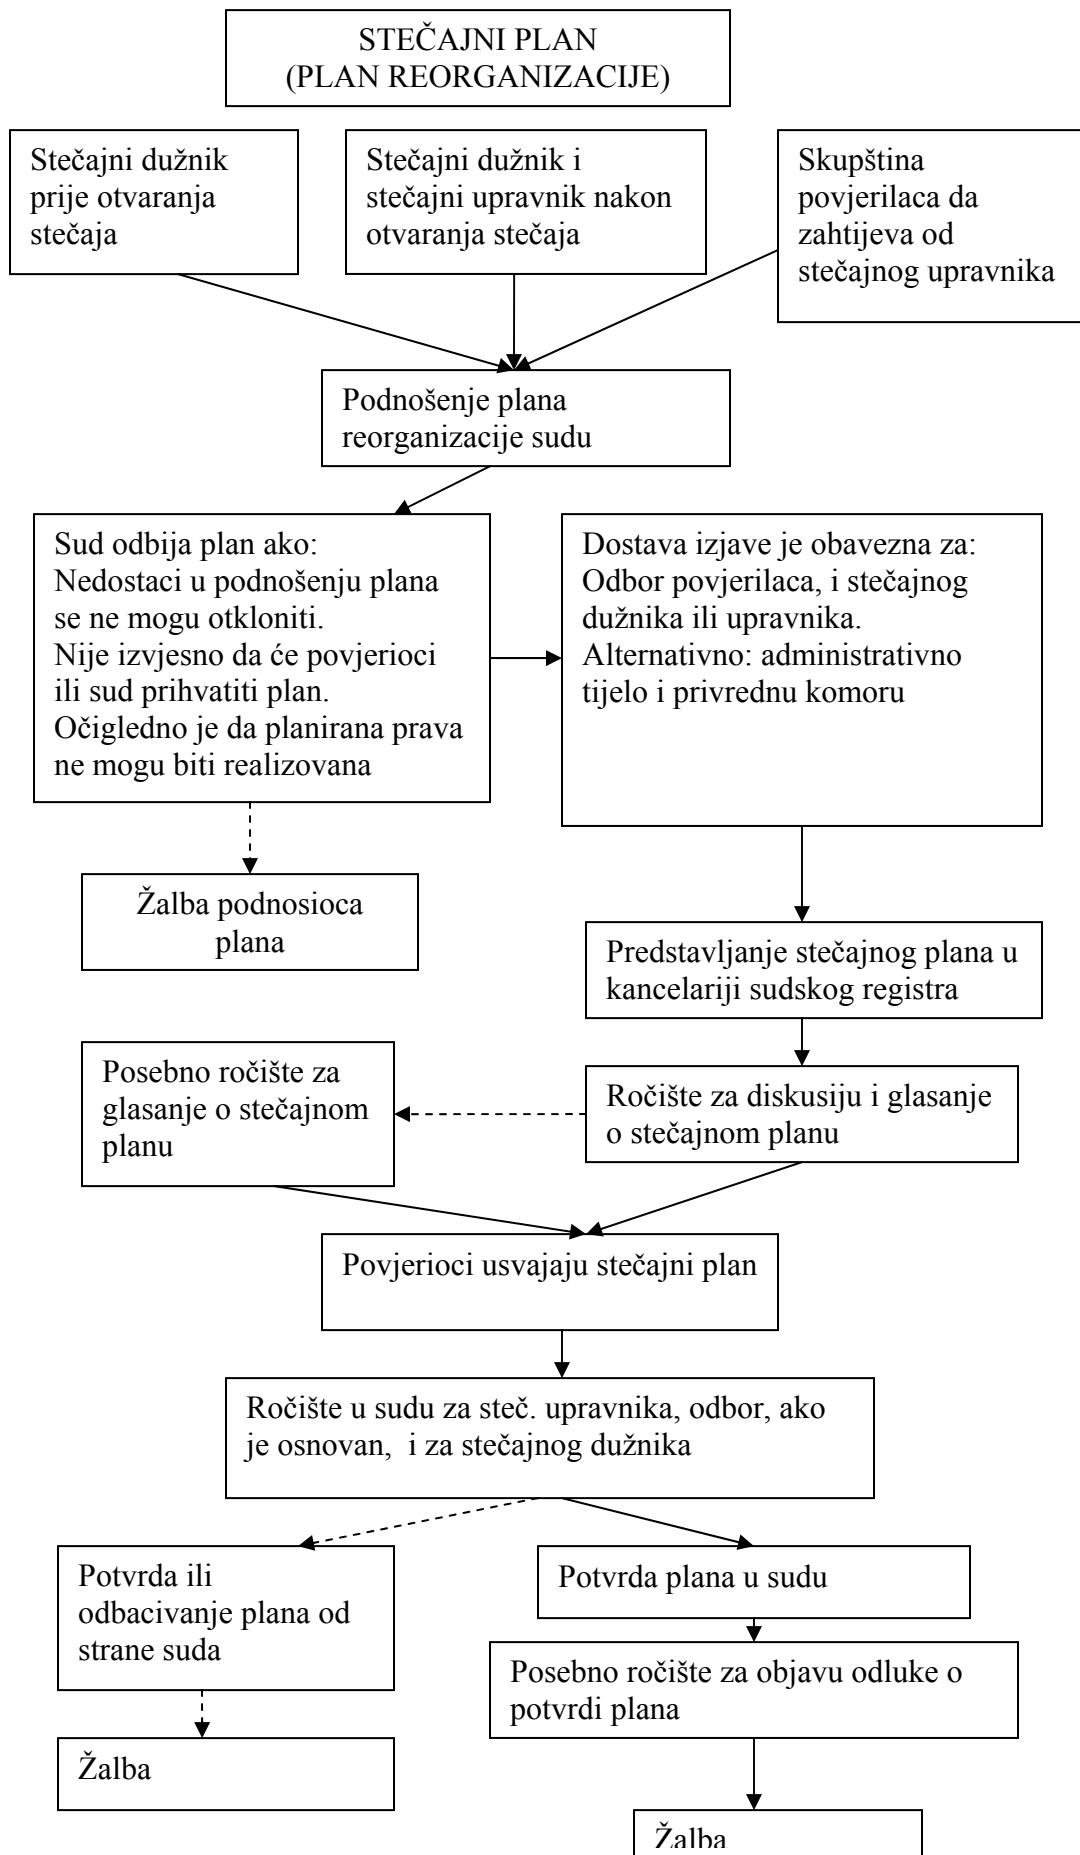 STEČAJNI PLAN
(PLAN REORGANIZACIJE)
Stečajni dužnik
prije otvaranja
stečaja
Stečajni dužnik i
stečajni upravnik nakon
otvaranja stečaja
Skupština
povjerilaca da
zahtijeva od
stečajnog upravnika
Podnošenje plana
reorganizacije sudu
Sud odbija plan ako:
Nedostaci u podnošenju plana
se ne mogu otkloniti.
Nije izvjesno da će povjerioci
ili sud prihvatiti plan.
Očigledno je da planirana prava
ne mogu biti realizovana
Dostava izjave je obavezna za:
Odbor povjerilaca, i stečajnog
dužnika ili upravnika.
Alternativno: administrativno
tijelo i privrednu komoru
Žalba podnosioca
plana
Predstavljanje stečajnog plana u
kancelariji sudskog registra
Posebno ročište za
glasanje o stečajnom
planu
Ročište za diskusiju i glasanje
o stečajnom planu
Povjerioci usvajaju stečajni plan
Ročište u sudu za steč. upravnika, odbor, ako
je osnovan,  i za stečajnog dužnika
Potvrda ili
odbacivanje plana od
strane suda
Potvrda plana u sudu
Posebno ročište za objavu odluke o
potvrdi plana
Žalba
Žalba